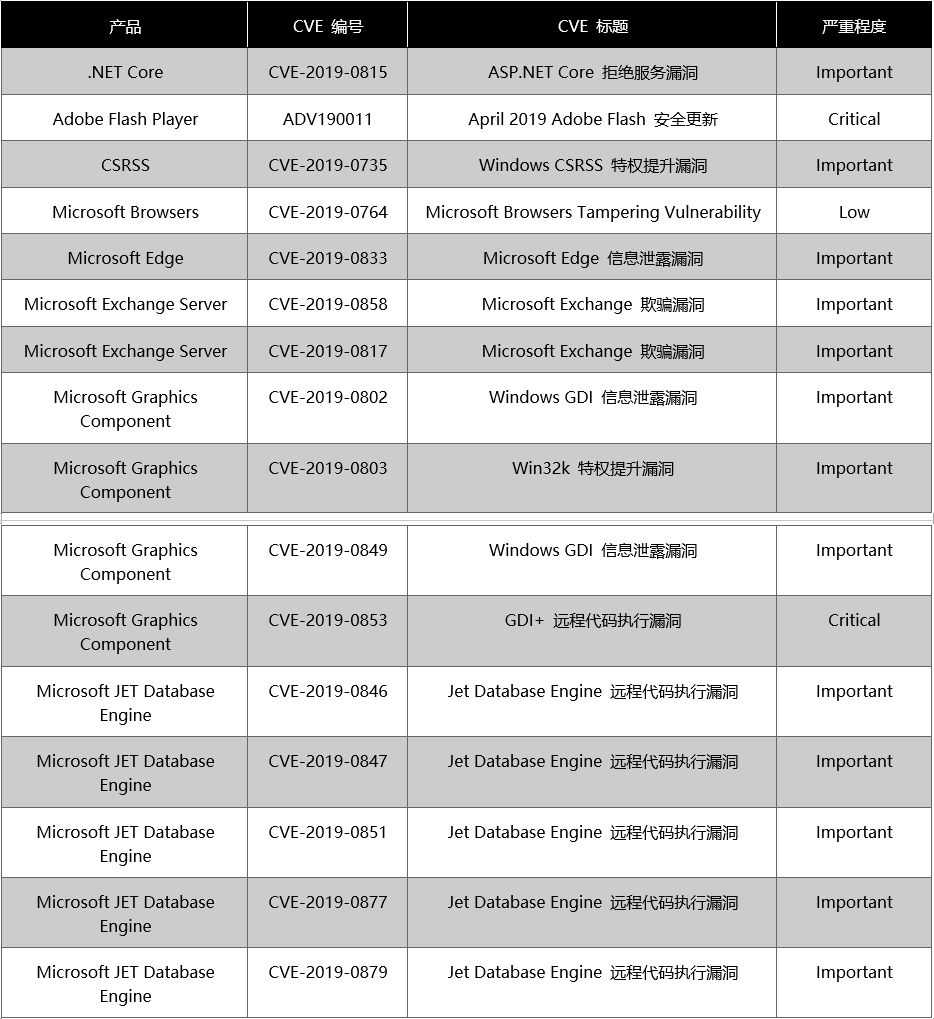 产品 CVE 编号 CVE 标题 严重程度
.NET Core CVE-2019-0815 ASP.NET Core 拒绝服务漏洞 Important
Adobe Flash Player ADV190011 April 2019 Adobe Flash 安全更新 Critical
CSRSS CVE-2019-0735 Windows CSRSS 特权提升漏洞 Important
Microsoft Browsers CVE-2019-0764 Microsoft Browsers Tampering Vulnerability Low
Microsoft Edge CVE-2019-0833 Microsoft Edge 信息泄露漏洞 Important
Microsoft Exchange Server CVE-2019-0858 Microsoft Exchange 欺骗漏洞 Important
Microsoft Exchange Server CVE-2019-0817 Microsoft Exchange 欺骗漏洞 Important
Microsoft Graphics CVE-2019-0802 Windows GDI 信息泄露漏洞 Important
Component
Microsoft Graphics CVE-2019-0803 Win32k 特权提升漏洞 Important
Component
Microsoft Graphics CVE-2019-0849 Windows GDI 信息泄露漏洞 Important
Component
Microsoft Graphics CVE-2019-0853 GDI+ 远程代码执行漏洞 Critical
Component
Microsoft JET Database CVE-2019-0846 Jet Database Engine 远程代码执行漏洞 Important
Engine
Microsoft JET Database CVE-2019-0847 Jet Database Engine 远程代码执行漏洞 Important
Engine
Microsoft JET Database CVE-2019-0851 Jet Database Engine 远程代码执行漏洞 Important
Engine
Microsoft JET Database CVE-2019-0877 Jet Database Engine 远程代码执行漏洞 Important
Engine
Microsoft JET Database CVE-2019-0879 Jet Database Engine 远程代码执行漏洞 Important
Engine